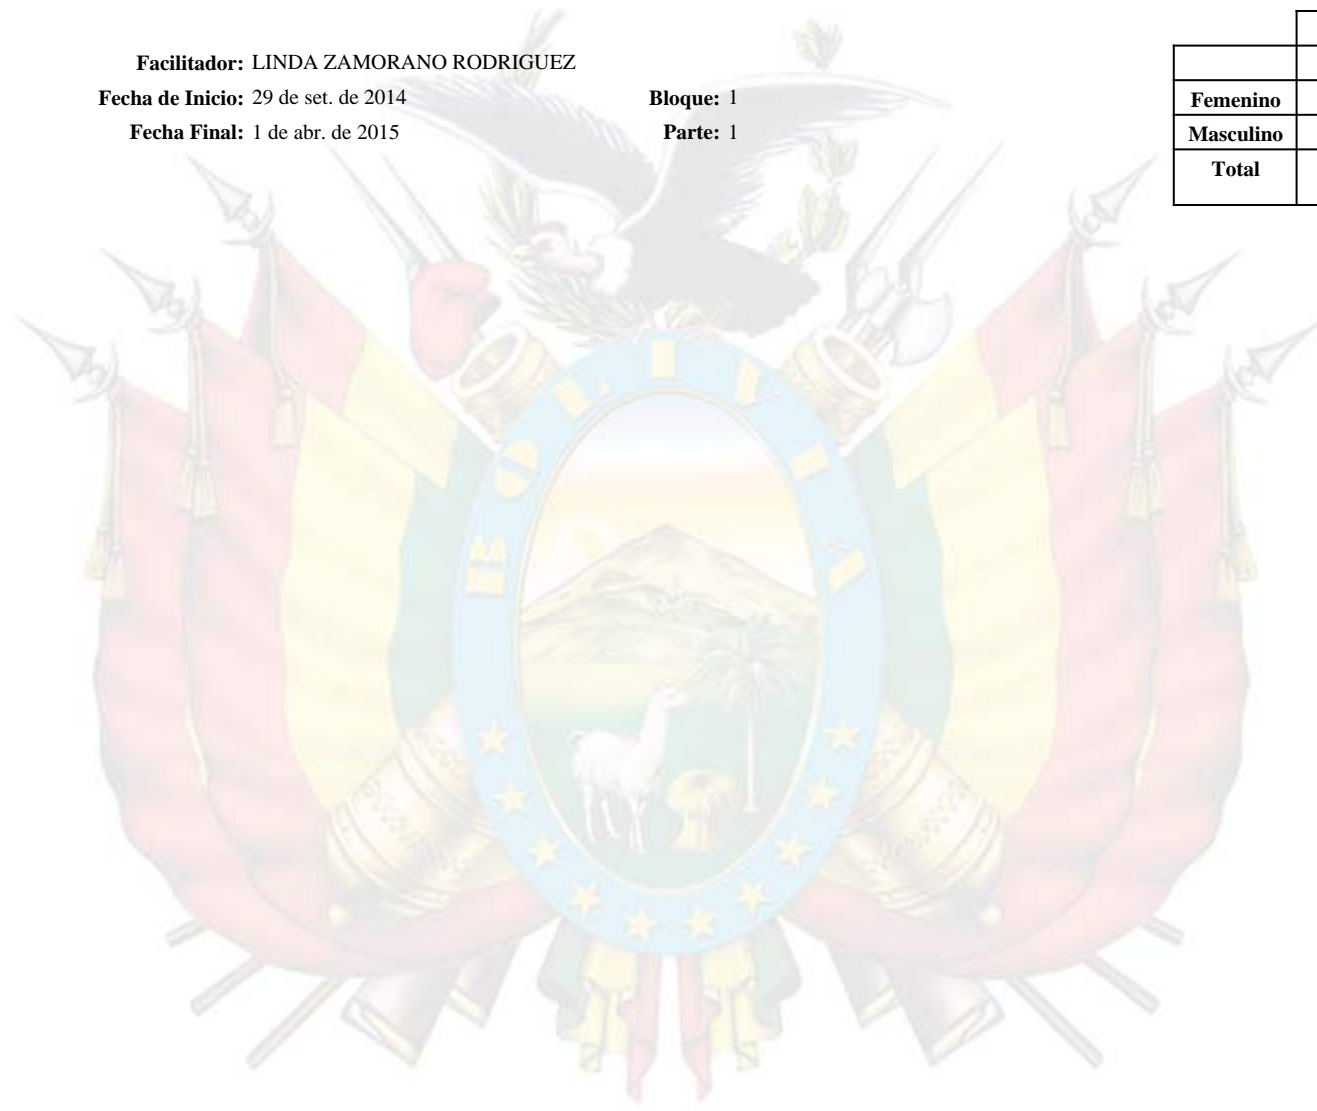 Facilitador: LINDA ZAMORANO RODRIGUEZ
Fecha de Inicio: 29 de set. de 2014 Bloque: 1
Fecha Final: 1 de abr. de 2015 Parte: 1
Femenino
Masculino
Total
BOLIVIA